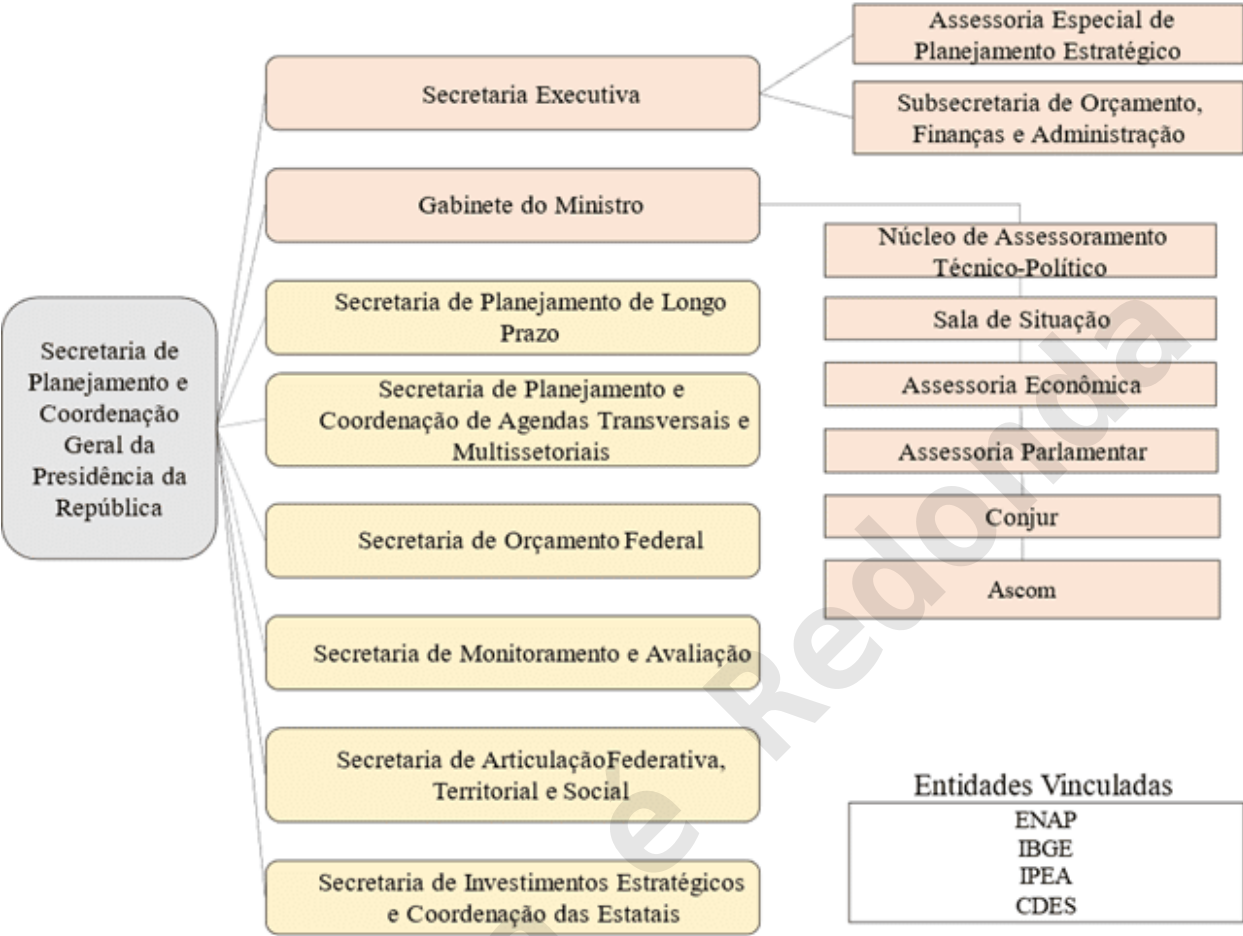 Assessoria Especial de
Planejamento Estratégico
Secretaria Executiva
Subsecretaria de Orçamento,
Finanças e Administração
Gabinete do Ministro
Núcleo de Assessoramento
Técnico-Político
Sala de Situação
Assessoria Econômica
Assessoria Parlamentar
Conjur
Ascom
Secretaria de
Planejamento e
Coordenação
Geral da
Presidência da
República
Secretaria de Planejamento de Longo
Prazo
Secretaria de Planejamento e
Coordenação de Agendas Transversais e
Multissetoriais
Secretaria de Orçamento Federal
Secretaria de Monitoramento e Avaliação
Secretaria de Articulação Federativa,
Territorial e Social
Secretaria de Investimentos Estratégicos
e Coordenação das Estatais
Entidades Vinculadas
ENAP
IBGE
IPEA
CDES
é Redonda